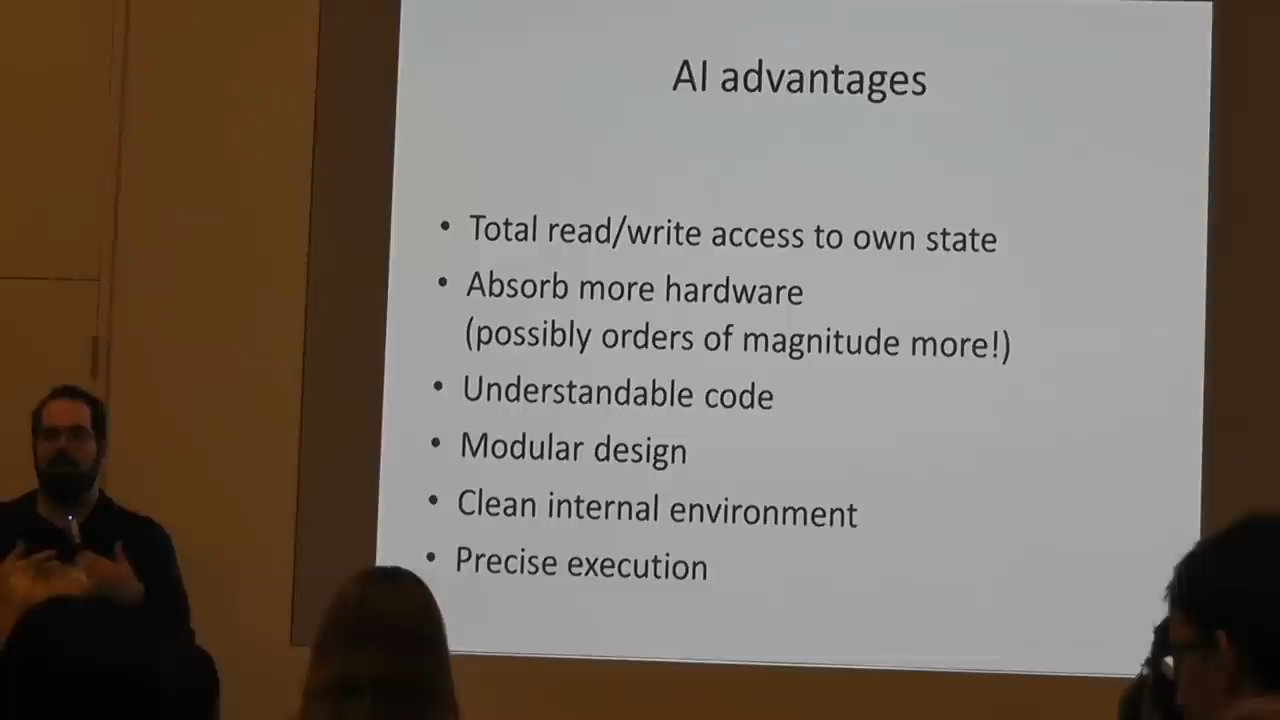 AI advantages
• Total read/write access to own state
• Absorb more hardware
(possibly orders of magnitude more!)
• Understandable code
• Modular design
• Clean internal environment
• Precise execution